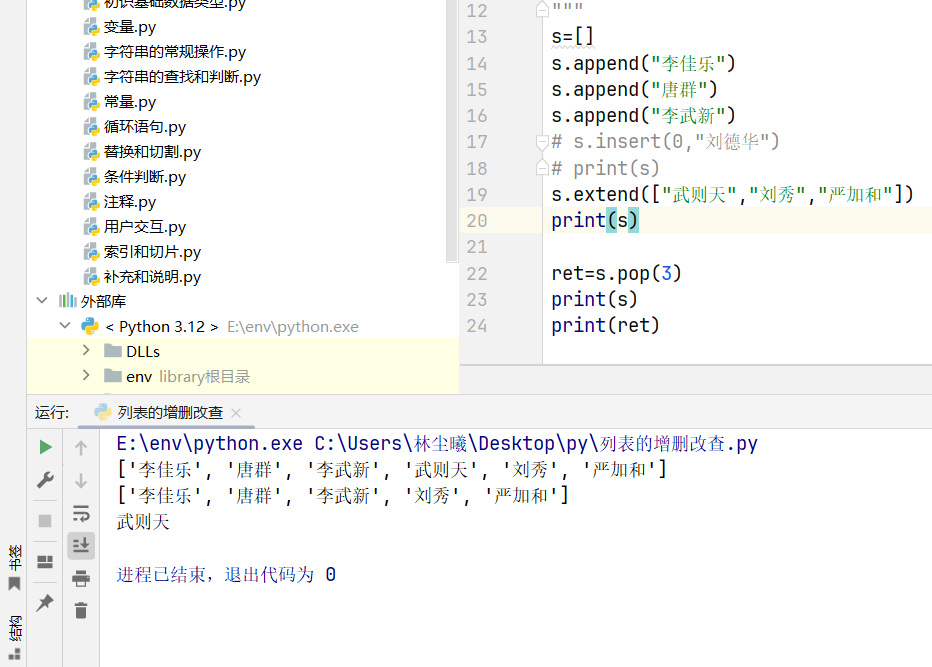 初识基础数据类型.py
变量.py
字符串的常规操作.py
字符串的查找和判断.py
常量.py
循环语句.py
替换和切割.py
条件判断.py
注释.py
用户交互.py
索引和切片.py
补充和说明.py
外部库
< Python 3.12 > E:\env\python.exe
DLLs
env library根目录
12 """
13 s=[]
14 s.append("李佳乐")
15 s.append("唐群")
16 s.append("李武新")
17 # s.insert(0,"刘德华")
18 # print(s)
19 s.extend(["武则天","刘秀","严加和"])
20 print(s)
21
22 ret=s.pop(3)
23 print(s)
24 print(ret)
运行: 列表的增删改查
E:\env\python.exe C:\Users\林尘曦\Desktop\py\列表的增删改查.py
['李佳乐', '唐群', '李武新', '武则天', '刘秀', '严加和']
['李佳乐', '唐群', '李武新', '刘秀', '严加和']
武则天
进程已结束，退出代码为 0
书签
结构